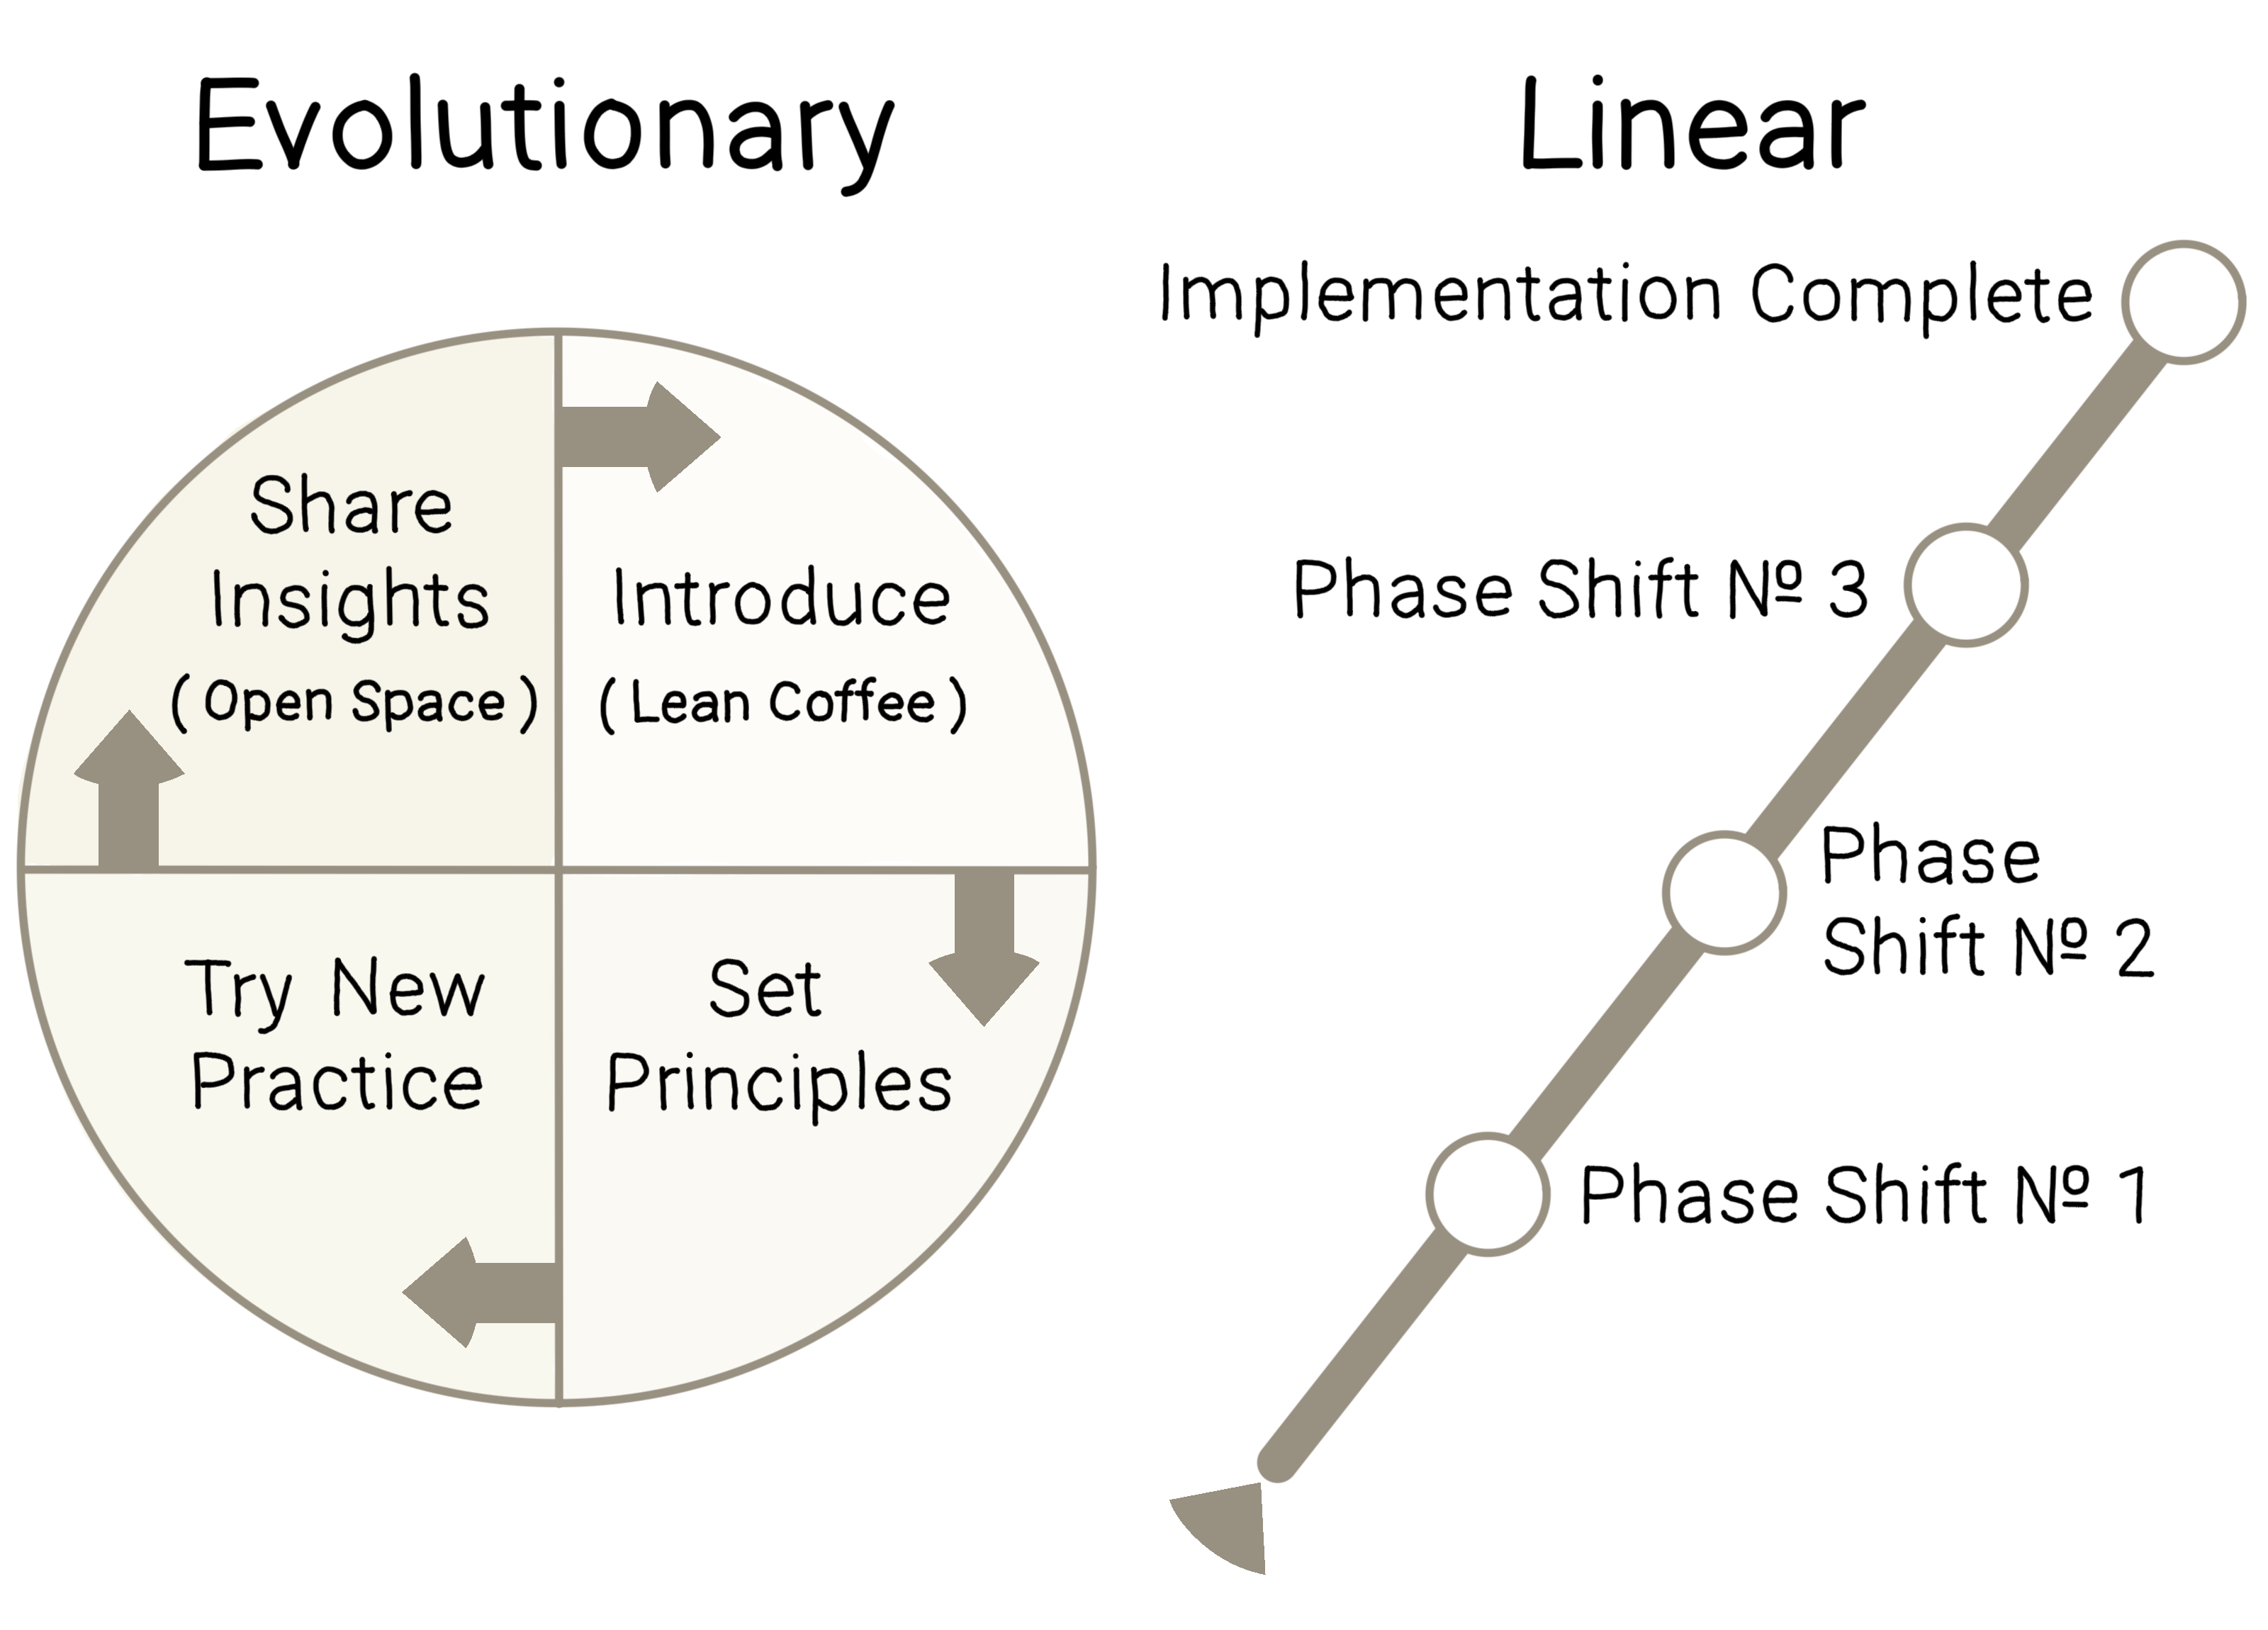 Evolutionary
Share
Insights
(Open Space)
Introduce
(Lean Coffee)
Try New
Practice
Set
Principles
Linear
Implementation Complete
Phase Shift № 3
Phase
Shift № 2
Phase Shift № 1